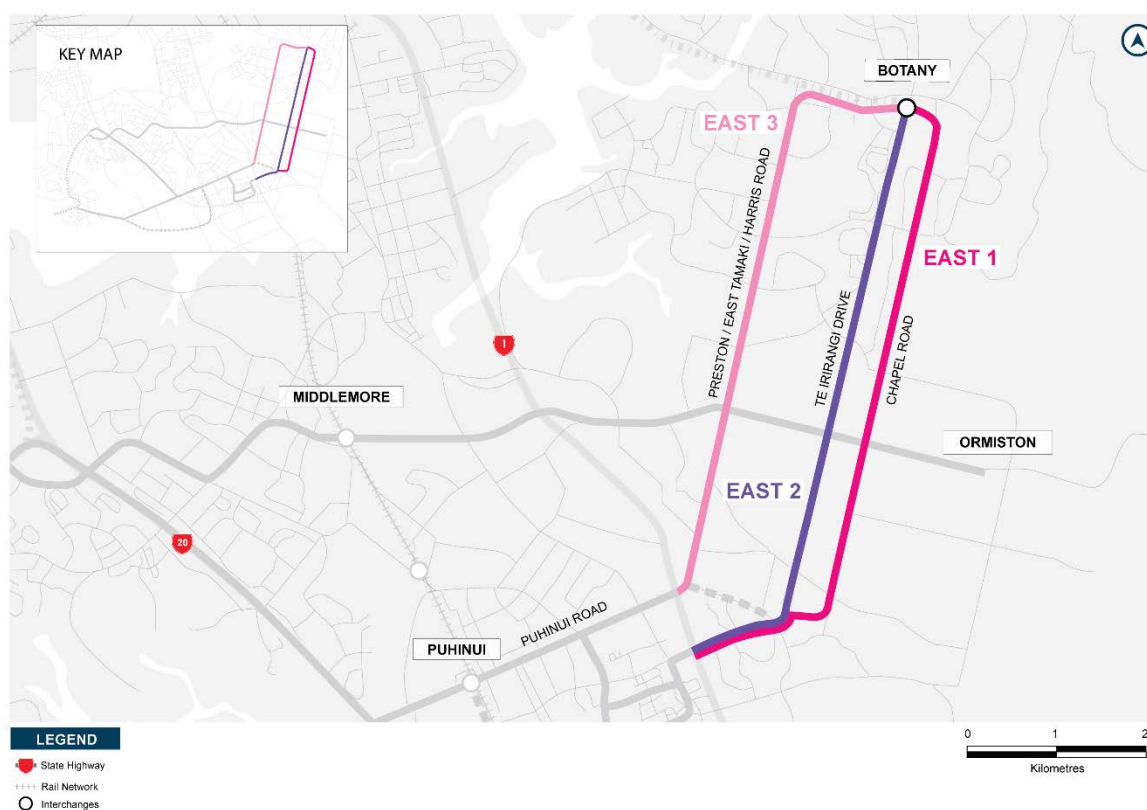 KEY MAP
BOTANY
EAST 3
PRESTON / EAST TAMAKI / HARRIS ROAD
TE IRIRANGI DRIVE
EAST 1
CHAPEL ROAD
1
MIDDLEMORE
ORMISTON
EAST 2
20
PUHINUI ROAD
PUHINUI
LEGEND
State Highway
Rail Network
Interchanges
0 1 2
Kilometres